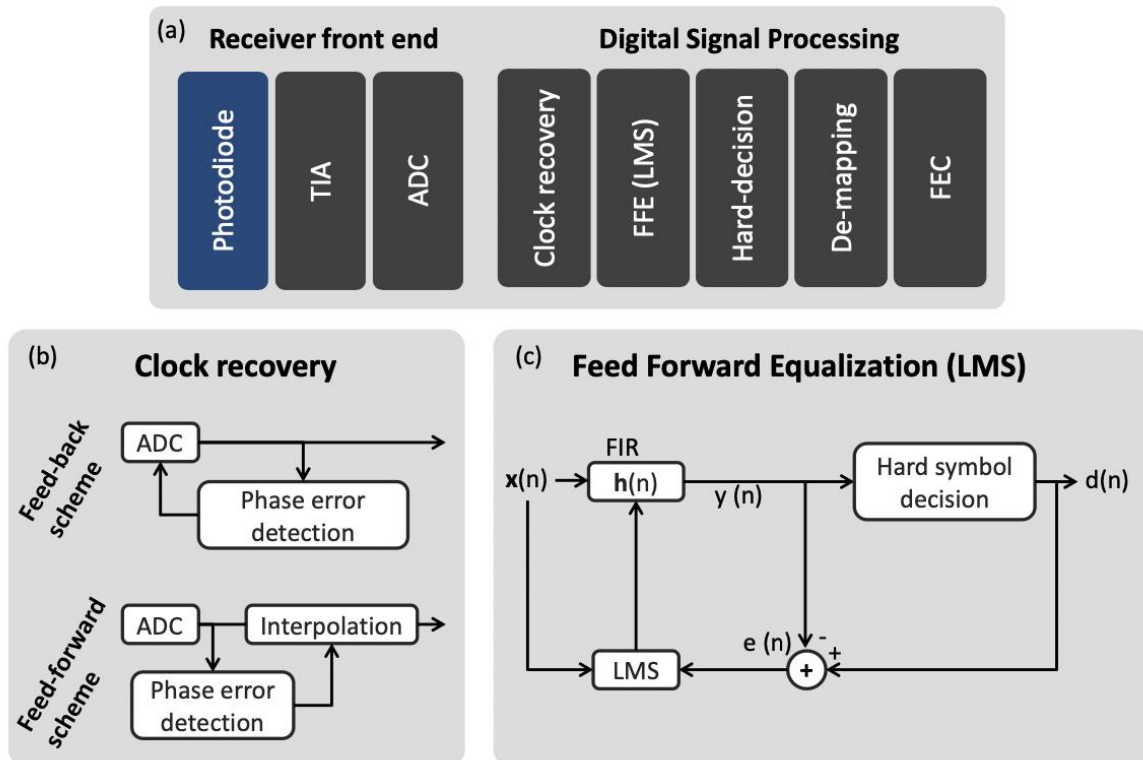 (a)
Receiver front end
Digital Signal Processing
Photodiode
TIA
ADC
Clock recovery
FFE (LMS)
Hard-decision
De-mapping
FEC
(b)
Clock recovery
Feed-back
scheme
ADC
Phase error
detection
Feed-forward
scheme
ADC
Interpolation
Phase error
detection
(c)
Feed Forward Equalization (LMS)
FIR
x(n)
h(n)
y (n)
Hard symbol
decision
d(n)
e (n)
-
+
+
LMS